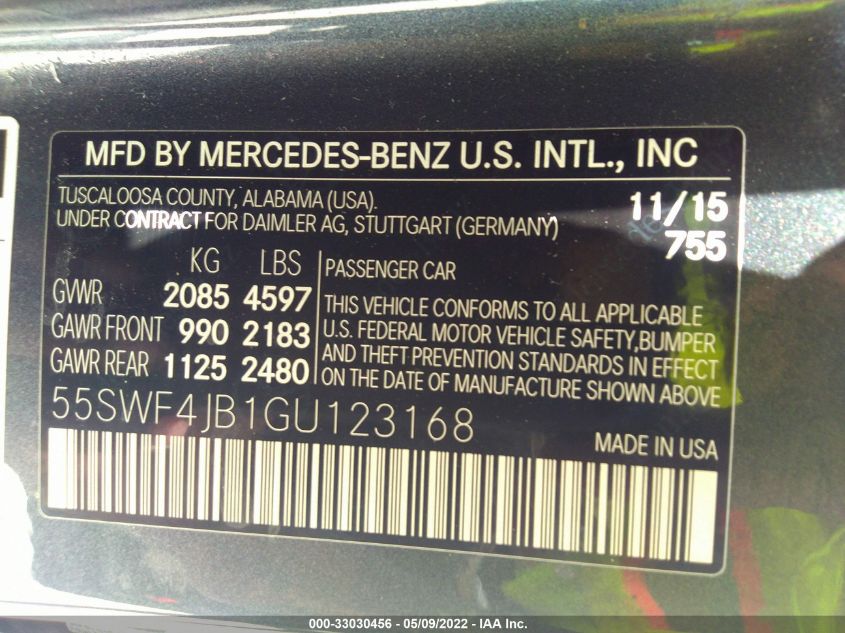 MFD BY MERCEDES-BENZ U.S. INTL., INC
TUSCALOOSA COUNTY, ALABAMA (USA).
UNDER CONTRACT FOR DAIMLER AG, STUTTGART (GERMANY)
11/15
755
KG LBS
GVWR 2085 4597
GAWR FRONT 990 2183
GAWR REAR 1125 2480
PASSENGER CAR
THIS VEHICLE CONFORMS TO ALL APPLICABLE
U.S. FEDERAL MOTOR VEHICLE SAFETY,BUMPER
AND THEFT PREVENTION STANDARDS IN EFFECT
ON THE DATE OF MANUFACTURE SHOWN ABOVE
55SWF4JB1GU123168
MADE IN USA
000-33030456 - 05/09/2022 - IAA Inc.